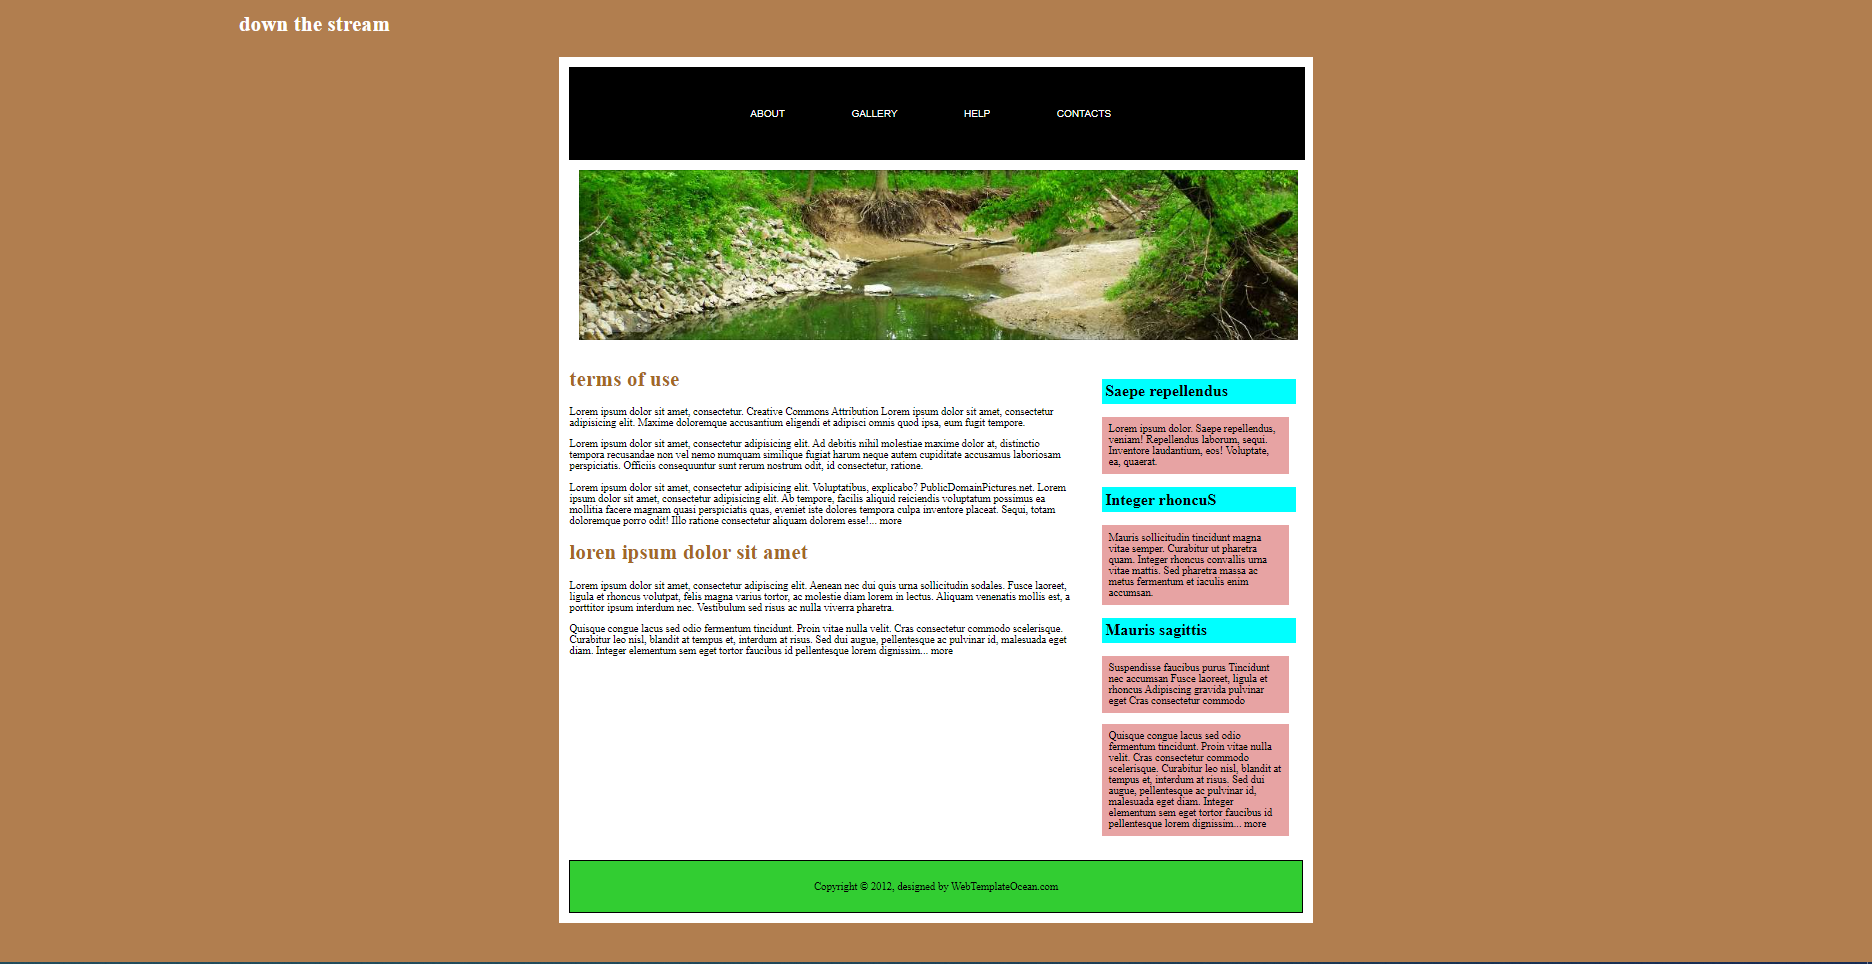 down the stream
ABOUT GALLERY HELP CONTACTS
terms of use
Lorem ipsum dolor sit amet, consectetur. Creative Commons Attribution Lorem ipsum dolor sit amet, consectetur
adipisicing elit. Maxime doloremque accusantium eligendi et adipisci omnis quod ipsa, eum fugit tempore.
Lorem ipsum dolor sit amet, consectetur adipisicing elit. Ad debitis nihil molestiae maxime dolor at, distinctio
tempora recusandae non vel nemo numquam similique fugiat harum neque autem cupiditate accusamus laboriosam
perspiciatis. Officiis consequuntur sunt rerum nostrum odit, id consectetur, ratione.
Lorem ipsum dolor sit amet, consectetur adipisicing elit. Voluptatibus, explicabo? PublicDomainPictures.net. Lorem
ipsum dolor sit amet, consectetur adipisicing elit. Ab tempore, facilis aliquid reiciendis voluptatum possimus ea
mollitia facere magnam quasi perspiciatis quas, eveniet iste dolores tempora culpa inventore placeat. Sequi, totam
doloremque porro odit! Illo ratione consectetur aliquam dolorem esse!... more
loren ipsum dolor sit amet
Lorem ipsum dolor sit amet, consectetur adipiscing elit. Aenean nec dui quis urna sollicitudin sodales. Fusce laoreet,
ligula et rhoncus volutpat, felis magna varius tortor, ac molestie diam lorem in lectus. Aliquam venenatis mollis est, a
porttitor ipsum interdum nec. Vestibulum sed risus ac nulla viverra pharetra.
Quisque congue lacus sed odio fermentum tincidunt. Proin vitae nulla velit. Cras consectetur commodo scelerisque.
Curabitur leo nisl, blandit at tempus et, interdum at risus. Sed dui augue, pellentesque ac pulvinar id, malesuada eget
diam. Integer elementum sem eget tortor faucibus id pellentesque lorem dignissim... more
Saepe repellendus
Lorem ipsum dolor. Saepe repellendus,
veniam! Repellendus laborum, sequi.
Inventore laudantium, eos! Voluptate,
ea, quaerat.
Integer rhoncuS
Mauris sollicitudin tincidunt magna
vitae semper. Curabitur ut pharetra
quam. Integer rhoncus convallis urna
vitae mattis. Sed pharetra massa ac
metus fermentum et iaculis enim
accumsan.
Mauris sagittis
Suspendisse faucibus purus Tincidunt
nec accumsan Fusce laoreet, ligula et
rhoncus Adipiscing gravida pulvinar
eget Cras consectetur commodo
Quisque congue lacus sed odio
fermentum tincidunt. Proin vitae nulla
velit. Cras consectetur commodo
scelerisque. Curabitur leo nisl, blandit at
tempus et, interdum at risus. Sed dui
augue, pellentesque ac pulvinar id,
malesuada eget diam. Integer
elementum sem eget tortor faucibus id
pellentesque lorem dignissim... more
Copyright © 2012, designed by WebTemplateOcean.com